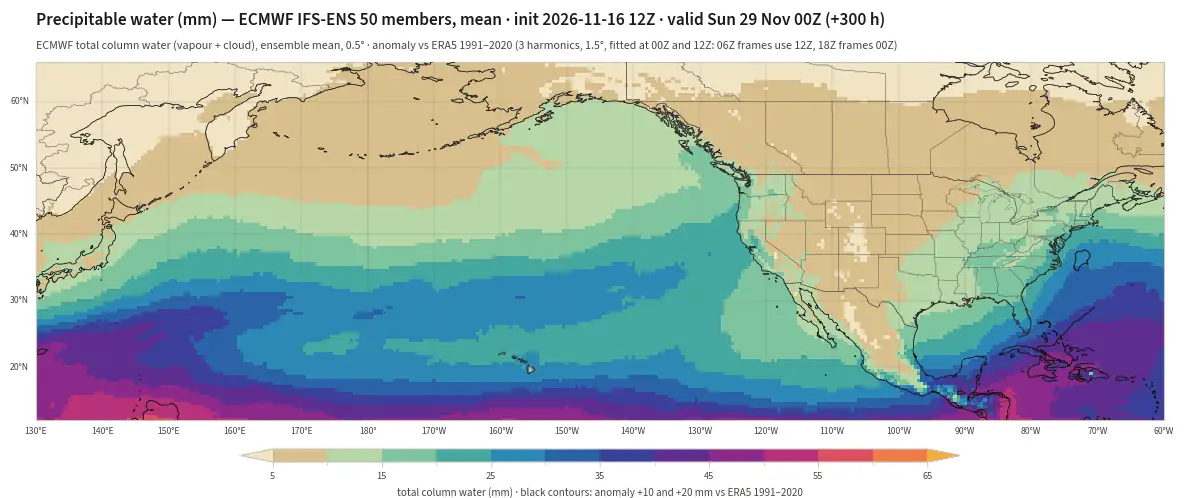 Precipitable water (mm) — ECMWF IFS-ENS 50 members, mean · init 2026-11-16 12Z · valid Sun 29 Nov 00Z (+300 h)
ECMWF total column water (vapour + cloud), ensemble mean, 0.5° · anomaly vs ERA5 1991–2020 (3 harmonics, 1.5°, fitted at 00Z and 12Z: 06Z frames use 12Z, 18Z frames 00Z)
60°N
50°N
40°N
30°N
20°N
130°E 140°E 150°E 160°E 170°E 180° 170°W 160°W 150°W 140°W 130°W 120°W 110°W 100°W 90°W 80°W 70°W 60°W
5 15 25 35 45 55 65
total column water (mm) · black contours: anomaly +10 and +20 mm vs ERA5 1991–2020